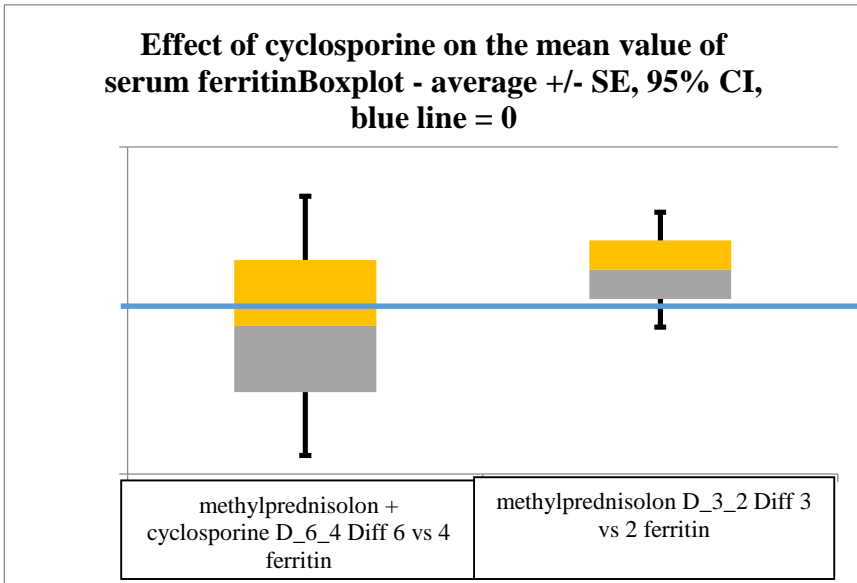 Effect of cyclosporine on the mean value of
serum ferritinBoxplot - average +/- SE, 95% CI,
blue line = 0
methylprednisolon +
cyclosporine D_6_4 Diff 6 vs 4
ferritin
methylprednisolon D_3_2 Diff 3
vs 2 ferritin